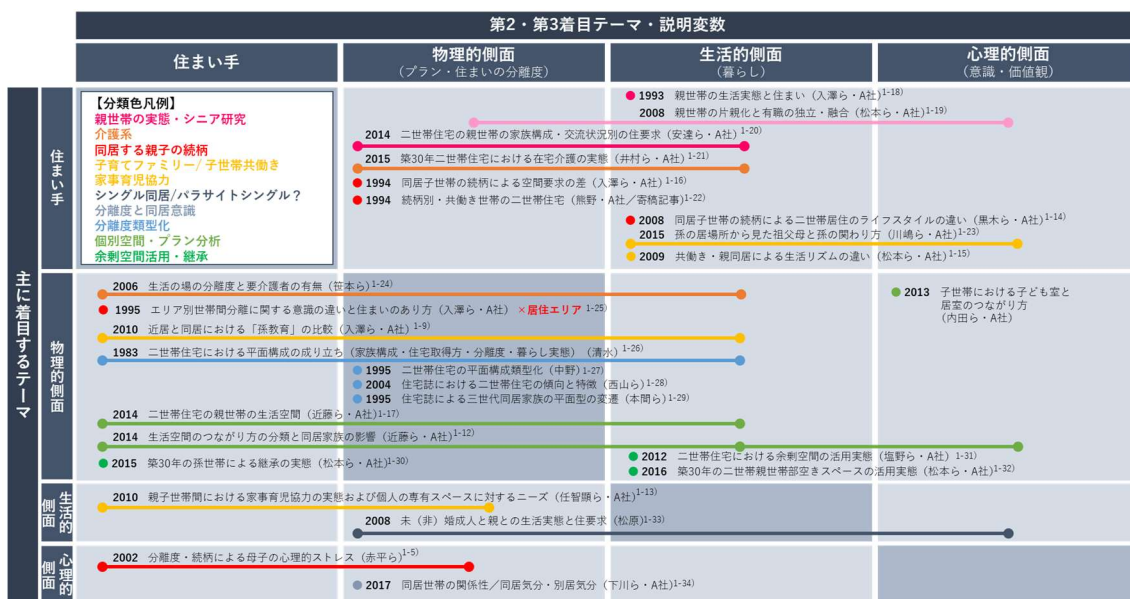 第2・第3着目テーマ・説明変数
住まい手
物理的側面
（プラン・住まいの分離度）
生活的側面
（暮らし）
心理的側面
（意識・価値観）
主に着目するテーマ
住まい手
【分類色凡例】
親世帯の実態・シニア研究
介護系
同居する親子の続柄
子育てファミリー/ 子世帯共働き
家事育児協力
シングル同居/パラサイトシングル？
分離度と同居意識
分離度類型化
個別空間・プラン分析
余剰空間活用・継承
1993 親世帯の生活実態と住まい（入澤ら・A社）1-18)
2008 親世帯の片親化と有職の独立・融合（松本ら・A社）1-19)
2014 二世帯住宅の親世帯の家族構成・交流状況別の住要求（安達ら・A社）1-20)
2015 築30年二世帯住宅における在宅介護の実態（井村ら・A社）1-21)
1994 同居子世帯の続柄による空間要求の差（入澤ら・A社）1-16)
1994 続柄別・共働き世帯の二世帯住宅（熊野・A社／寄稿記事）1-22)
2008 同居子世帯の続柄による二世帯居住のライフスタイルの違い（黒木ら・A社）1-14)
2015 孫の居場所から見た祖父母と孫の関わり方（川嶋ら・A社）1-23)
2009 共働き・親同居による生活リズムの違い（松本ら・A社）1-15)
物理的側面
2006 生活の場の分離度と要介護者の有無（笹本ら）1-24)
1995 エリア別世帯間分離に関する意識の違いと住まいのあり方（入澤ら・A社） ×居住エリア 1-25)
2010 近居と同居における「孫教育」の比較（入澤ら・A社）1-9)
1983 二世帯住宅における平面構成の成り立ち（家族構成・住宅取得方・分離度・暮らし実態）（清水）1-26)
1995 二世帯住宅の平面構成類型化（中野）1-27)
2004 住宅誌における二世帯住宅の傾向と特徴（西山ら）1-28)
1995 住宅誌による三世代同居家族の平面型の変遷（本間ら）1-29)
2014 二世帯住宅の親世帯の生活空間（近藤ら・A社）1-17)
2014 生活空間のつながり方の分類と同居家族の影響（近藤ら・A社）1-12)
2015 築30年の孫世帯による継承の実態（松本ら・A社）1-30)
2012 二世帯住宅における余剰空間の活用実態（塩野ら・A社）1-31)
2016 築30年の二世帯親世帯部空きスペースの活用実態（松本ら・A社）1-32)
2013 子世帯における子ども室と
居室のつながり方
（内田ら・A社）
生活的側面
2010 親子世帯間における家事育児協力の実態および個人の専有スペースに対するニーズ（任智顕ら・A社）1-13)
2008 未（非）婚成人と親との生活実態と住要求（松原）1-33)
心理的側面
2002 分離度・続柄による母子の心理的ストレス（赤平ら）1-5)
2017 同居世帯の関係性／同居気分・別居気分（下川ら・A社）1-34)